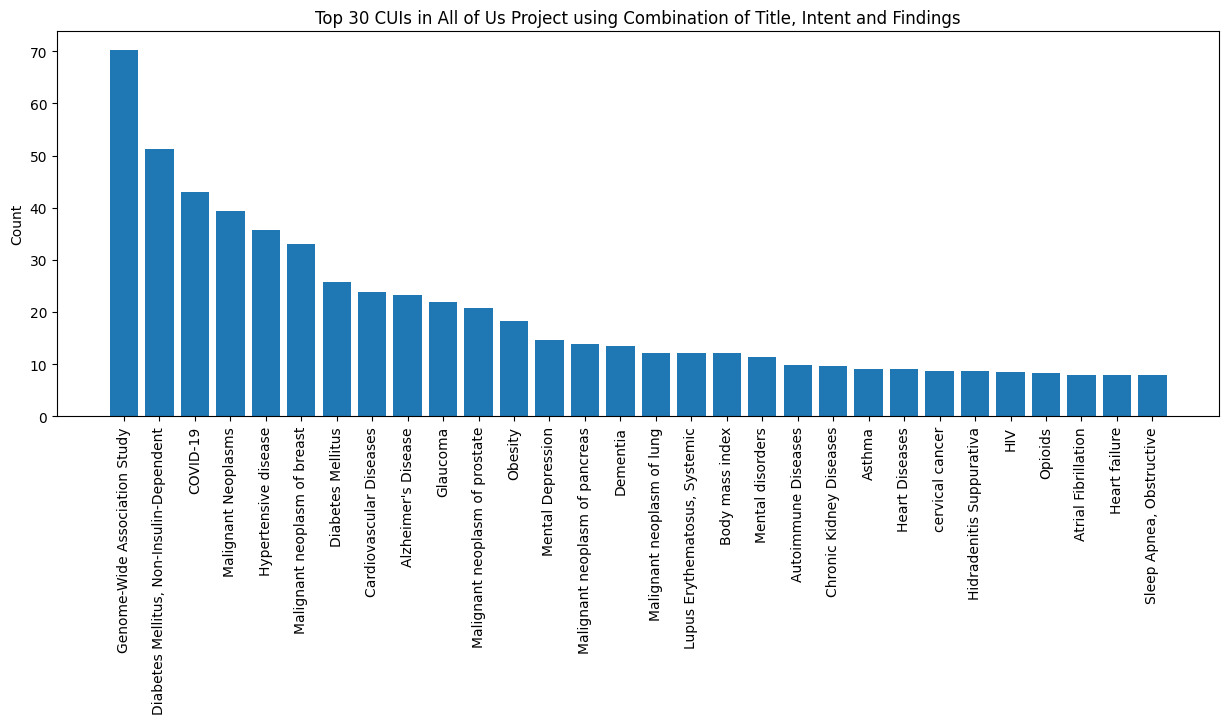 Top 30 CUIs in All of Us Project using Combination of Title, Intent and Findings
Count
70
60
50
40
30
20
10
0
Genome-Wide Association Study
Diabetes Mellitus, Non-Insulin-Dependent
COVID-19
Malignant Neoplasms
Hypertensive disease
Malignant neoplasm of breast
Diabetes Mellitus
Cardiovascular Diseases
Alzheimer's Disease
Glaucoma
Malignant neoplasm of prostate
Obesity
Mental Depression
Malignant neoplasm of pancreas
Dementia
Malignant neoplasm of lung
Lupus Erythematosus, Systemic
Body mass index
Mental disorders
Autoimmune Diseases
Chronic Kidney Diseases
Asthma
Heart Diseases
cervical cancer
Hidradenitis Suppurativa
HIV
Opioids
Atrial Fibrillation
Heart failure
Sleep Apnea, Obstructive